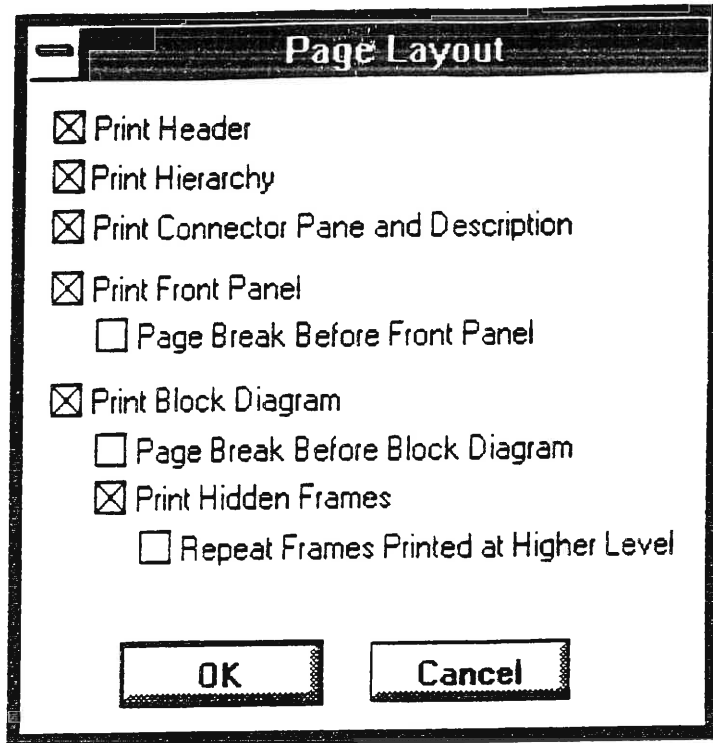 Page Layout
Print Header
Print Hierarchy
Print Connector Pane and Description
Print Front Panel
Page Break Before Front Panel
Print Block Diagram
Page Break Before Block Diagram
Print Hidden Frames
Repeat Frames Printed at Higher Level
OK Cancel